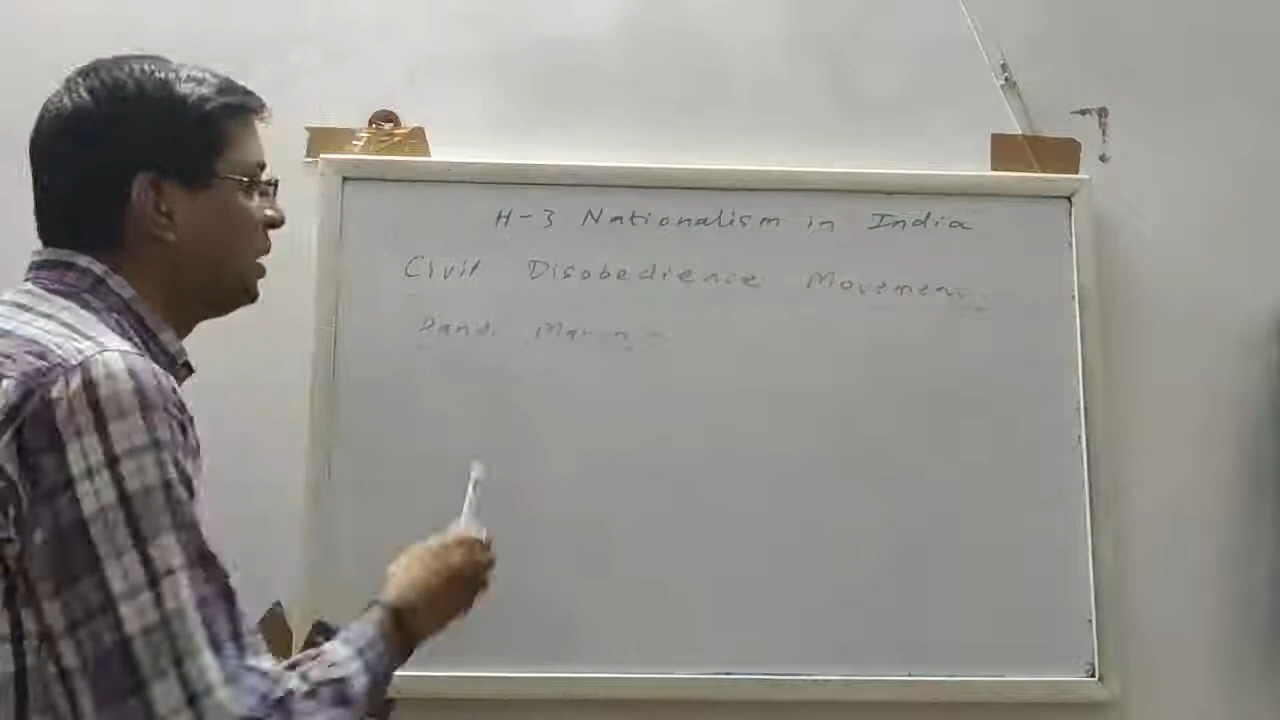 H-3 Nationalism in India
Civil Disobedience Movement
Dandi March -